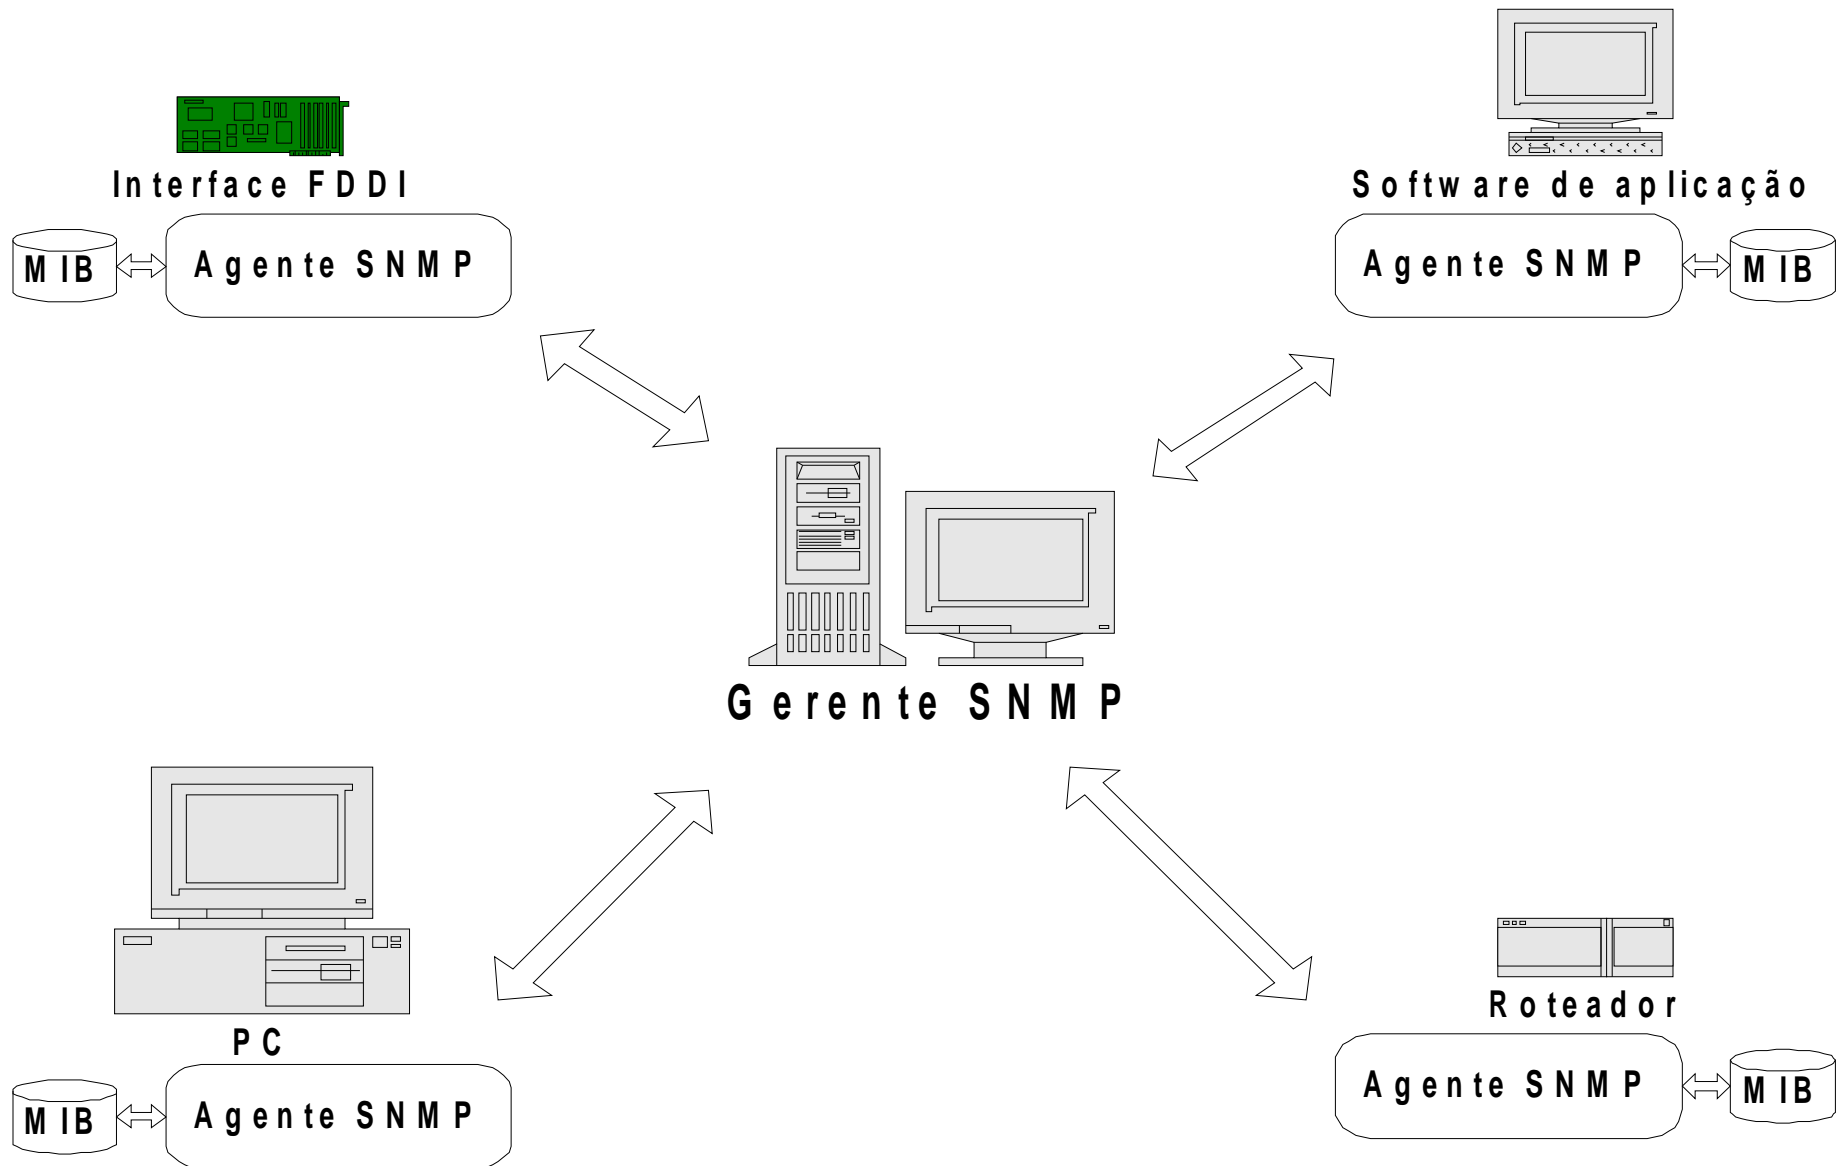 Interface FDDI
MIB
Agente SNMP
Software de aplicação
Agente SNMP
MIB
Gerente SNMP
PC
MIB
Agente SNMP
Roteador
Agente SNMP
MIB